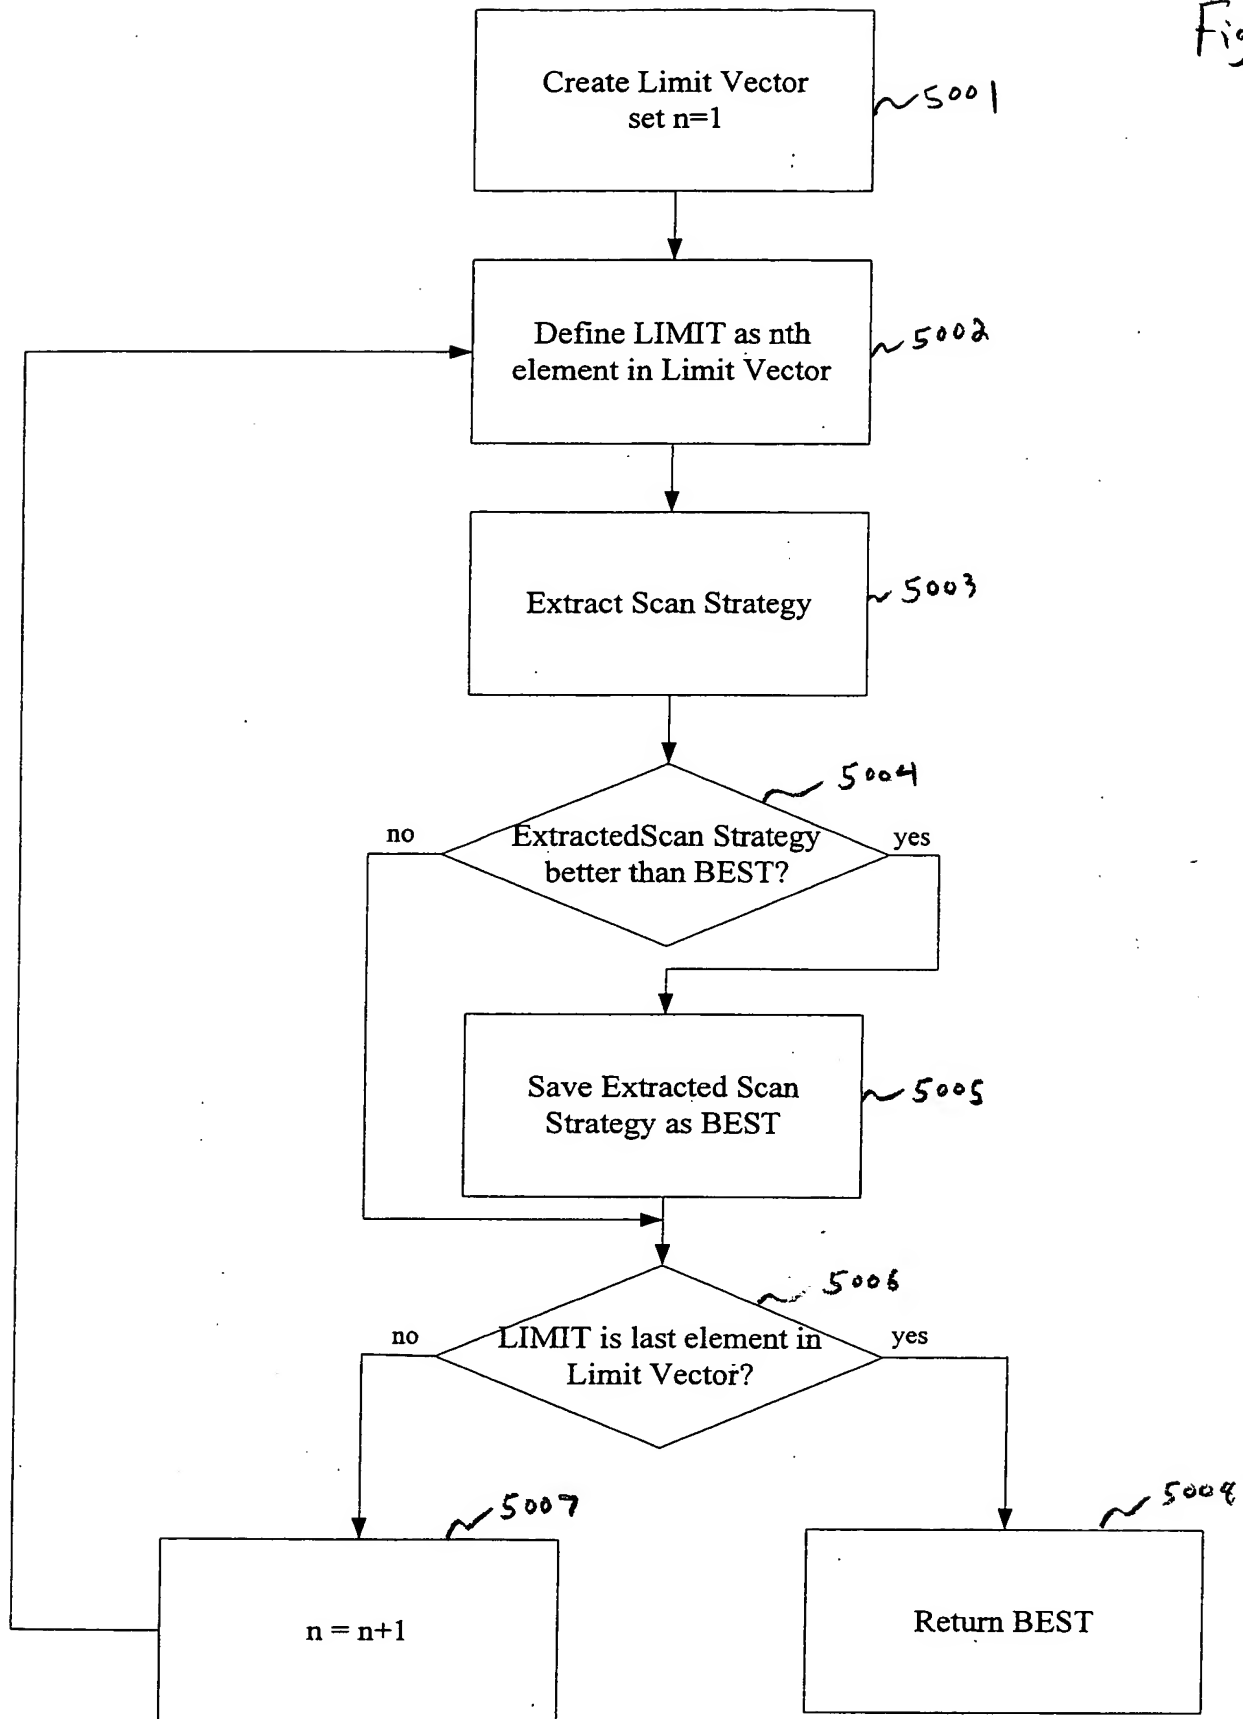 Fig
Create Limit Vector
set n=1
5001
Define LIMIT as nth
element in Limit Vector
5002
Extract Scan Strategy
5003
5004
no
ExtractedScan Strategy
better than BEST?
yes
Save Extracted Scan
Strategy as BEST
5005
5006
no
LIMIT is last element in
Limit Vector?
yes
5007
n = n+1
5008
Return BEST